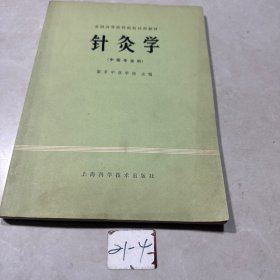 全国高等医药院校试用教材
针灸学
（中医专业用）
南京中医学院 主编
上海科学技术出版社
21-4